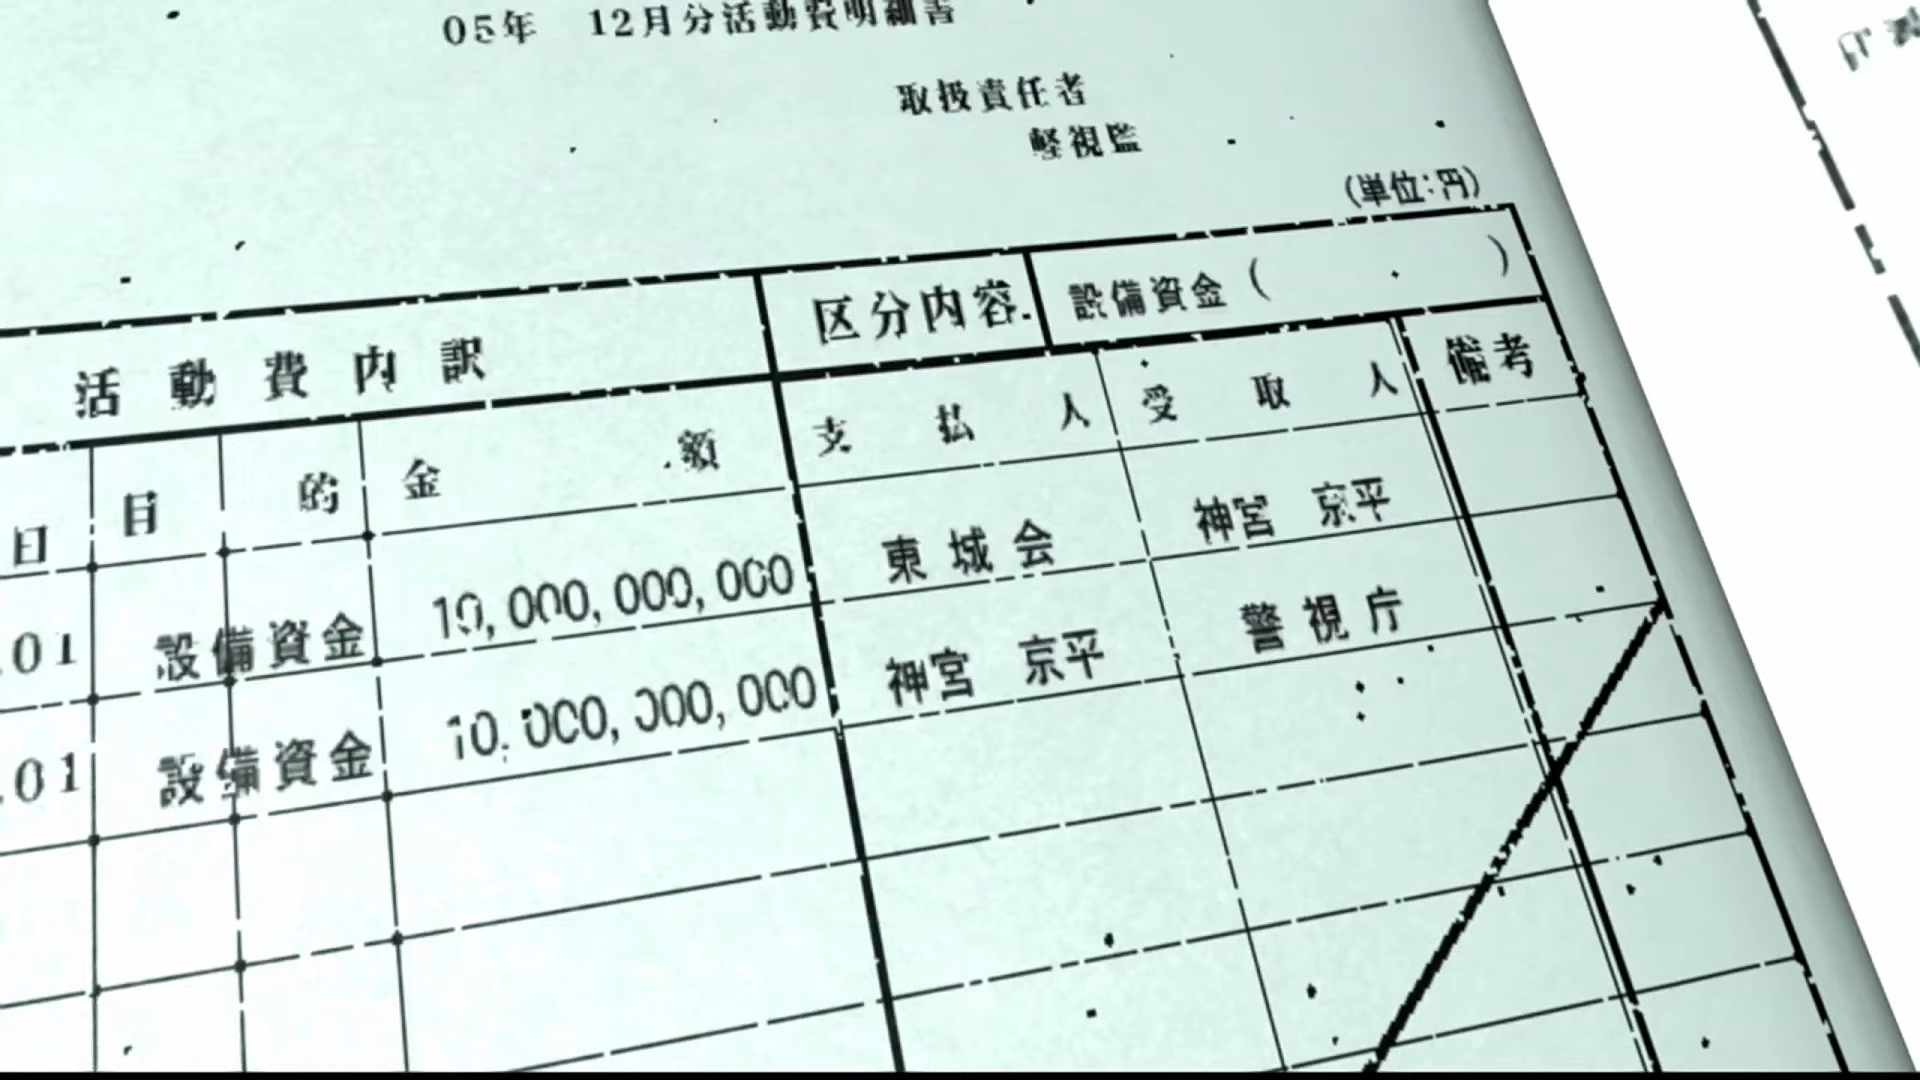 05年 12月分活動費明細書
取扱責任者
軽視監
(単位:円)
活動費内訳 区分内容 設備資金( )
日 目的 金額 支払人 受取人 備考
.01 設備資金 10,000,000,000 東城会 神宮 京平
.01 設備資金 10,000,000,000 神宮 京平 警視庁